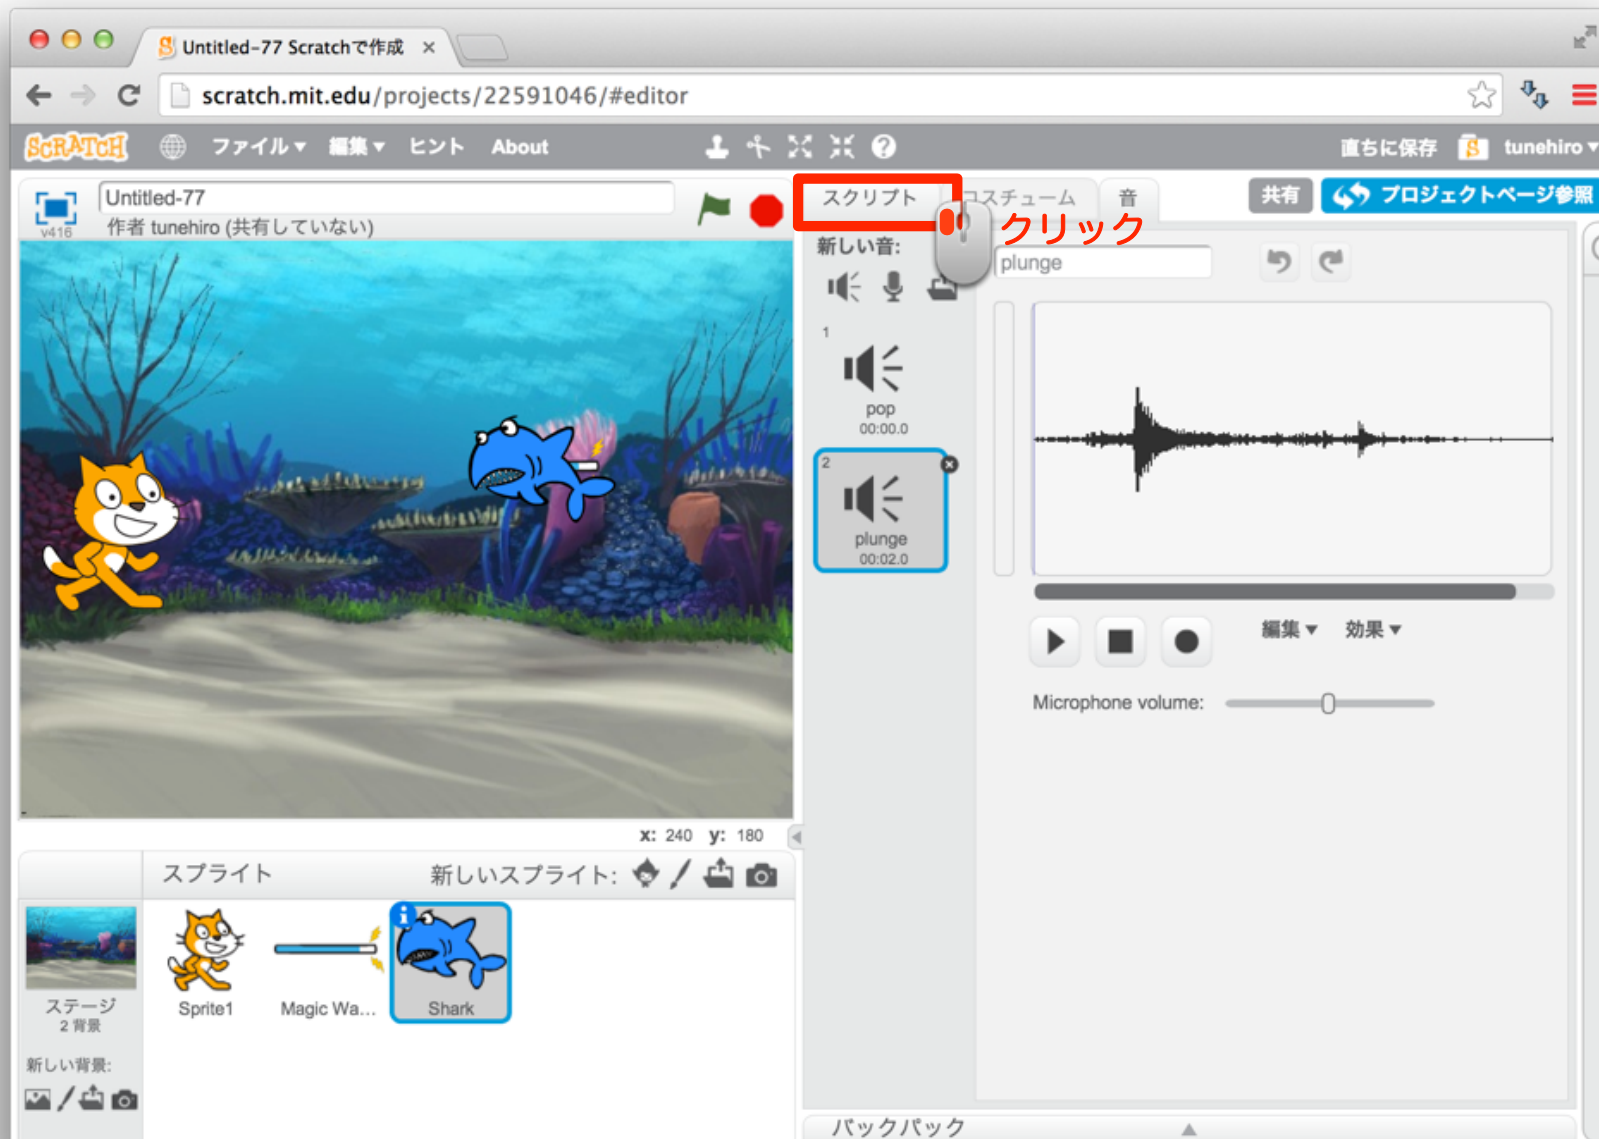 Untitled-77 Scratchで作成
scratch.mit.edu/projects/22591046/#editor
SCRATCH ファイル 編集 ヒント About 直ちに保存 tunehiro
Untitled-77
作者 tunehiro (共有していない)
v416
スクリプト コスチューム 音 共有 プロジェクトページ参照
クリック
新しい音:
plunge
1
pop
00:00.0
2
plunge
00:02.0
編集 効果
Microphone volume:
x: 240 y: 180
スプライト 新しいスプライト:
ステージ
2 背景
新しい背景:
Sprite1 Magic Wa... Shark
バックパック